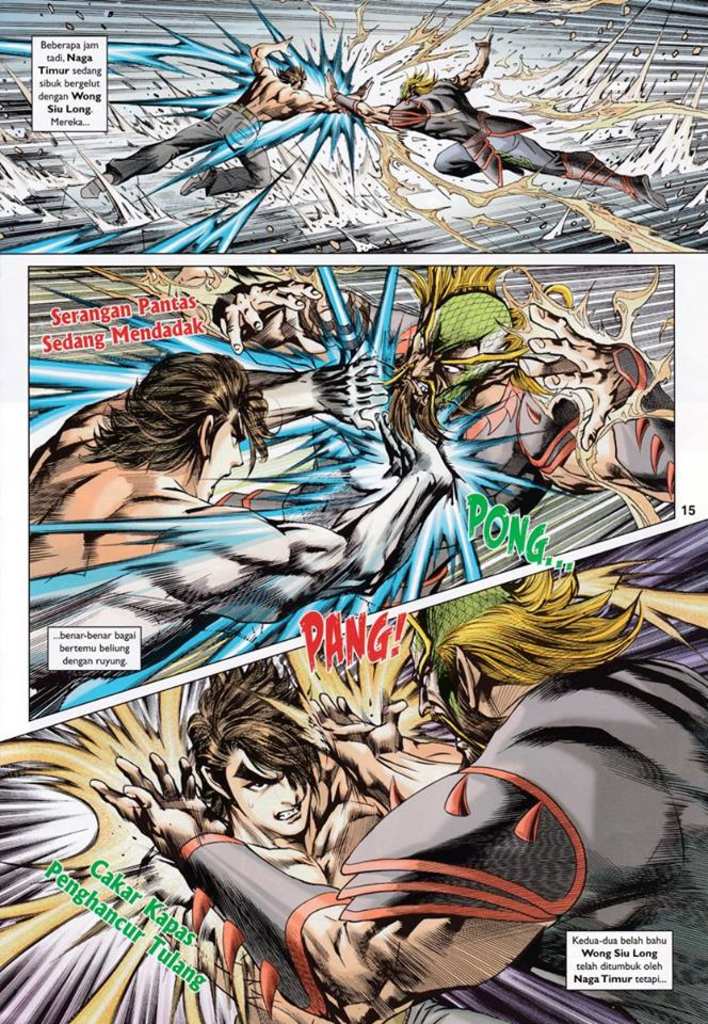 Beberapa jam
tadi, Naga
Timur sedang
sibuk bergelut
dengan Wong
Siu Long.
Mereka...
Serangan Pantas
Sedang Mendadak
PONG...
15
...benar-benar bagai
bertemu beliung
dengan ruyung.
PANG!
Cakar Kapas
Penghancur Tulang
Kedua-dua belah bahu
Wong Siu Long
telah ditumbuk oleh
Naga Timur tetapi...